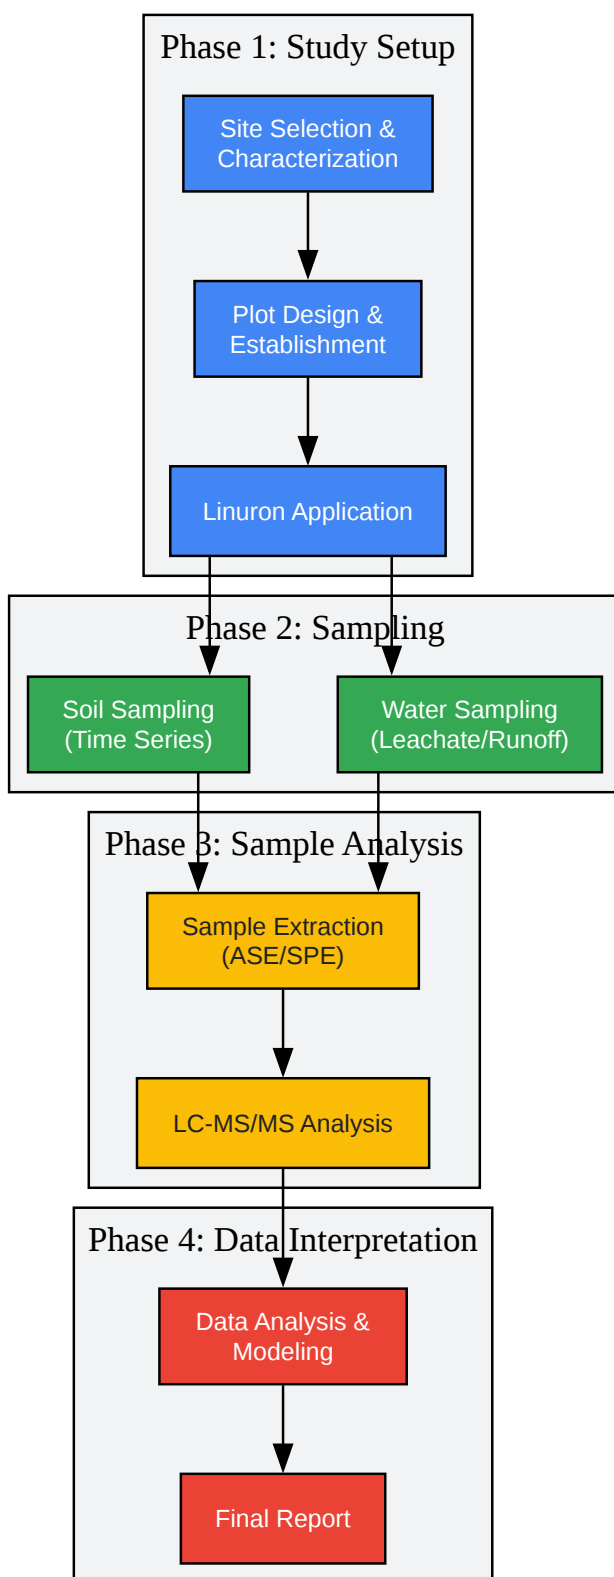 Phase 1: Study Setup
Site Selection &
Characterization
Plot Design &
Establishment
Linuron Application
Phase 2: Sampling
Soil Sampling
(Time Series)
Water Sampling
(Leachate/Runoff)
Phase 3: Sample Analysis
Sample Extraction
(ASE/SPE)
LC-MS/MS Analysis
Phase 4: Data Interpretation
Data Analysis &
Modeling
Final Report